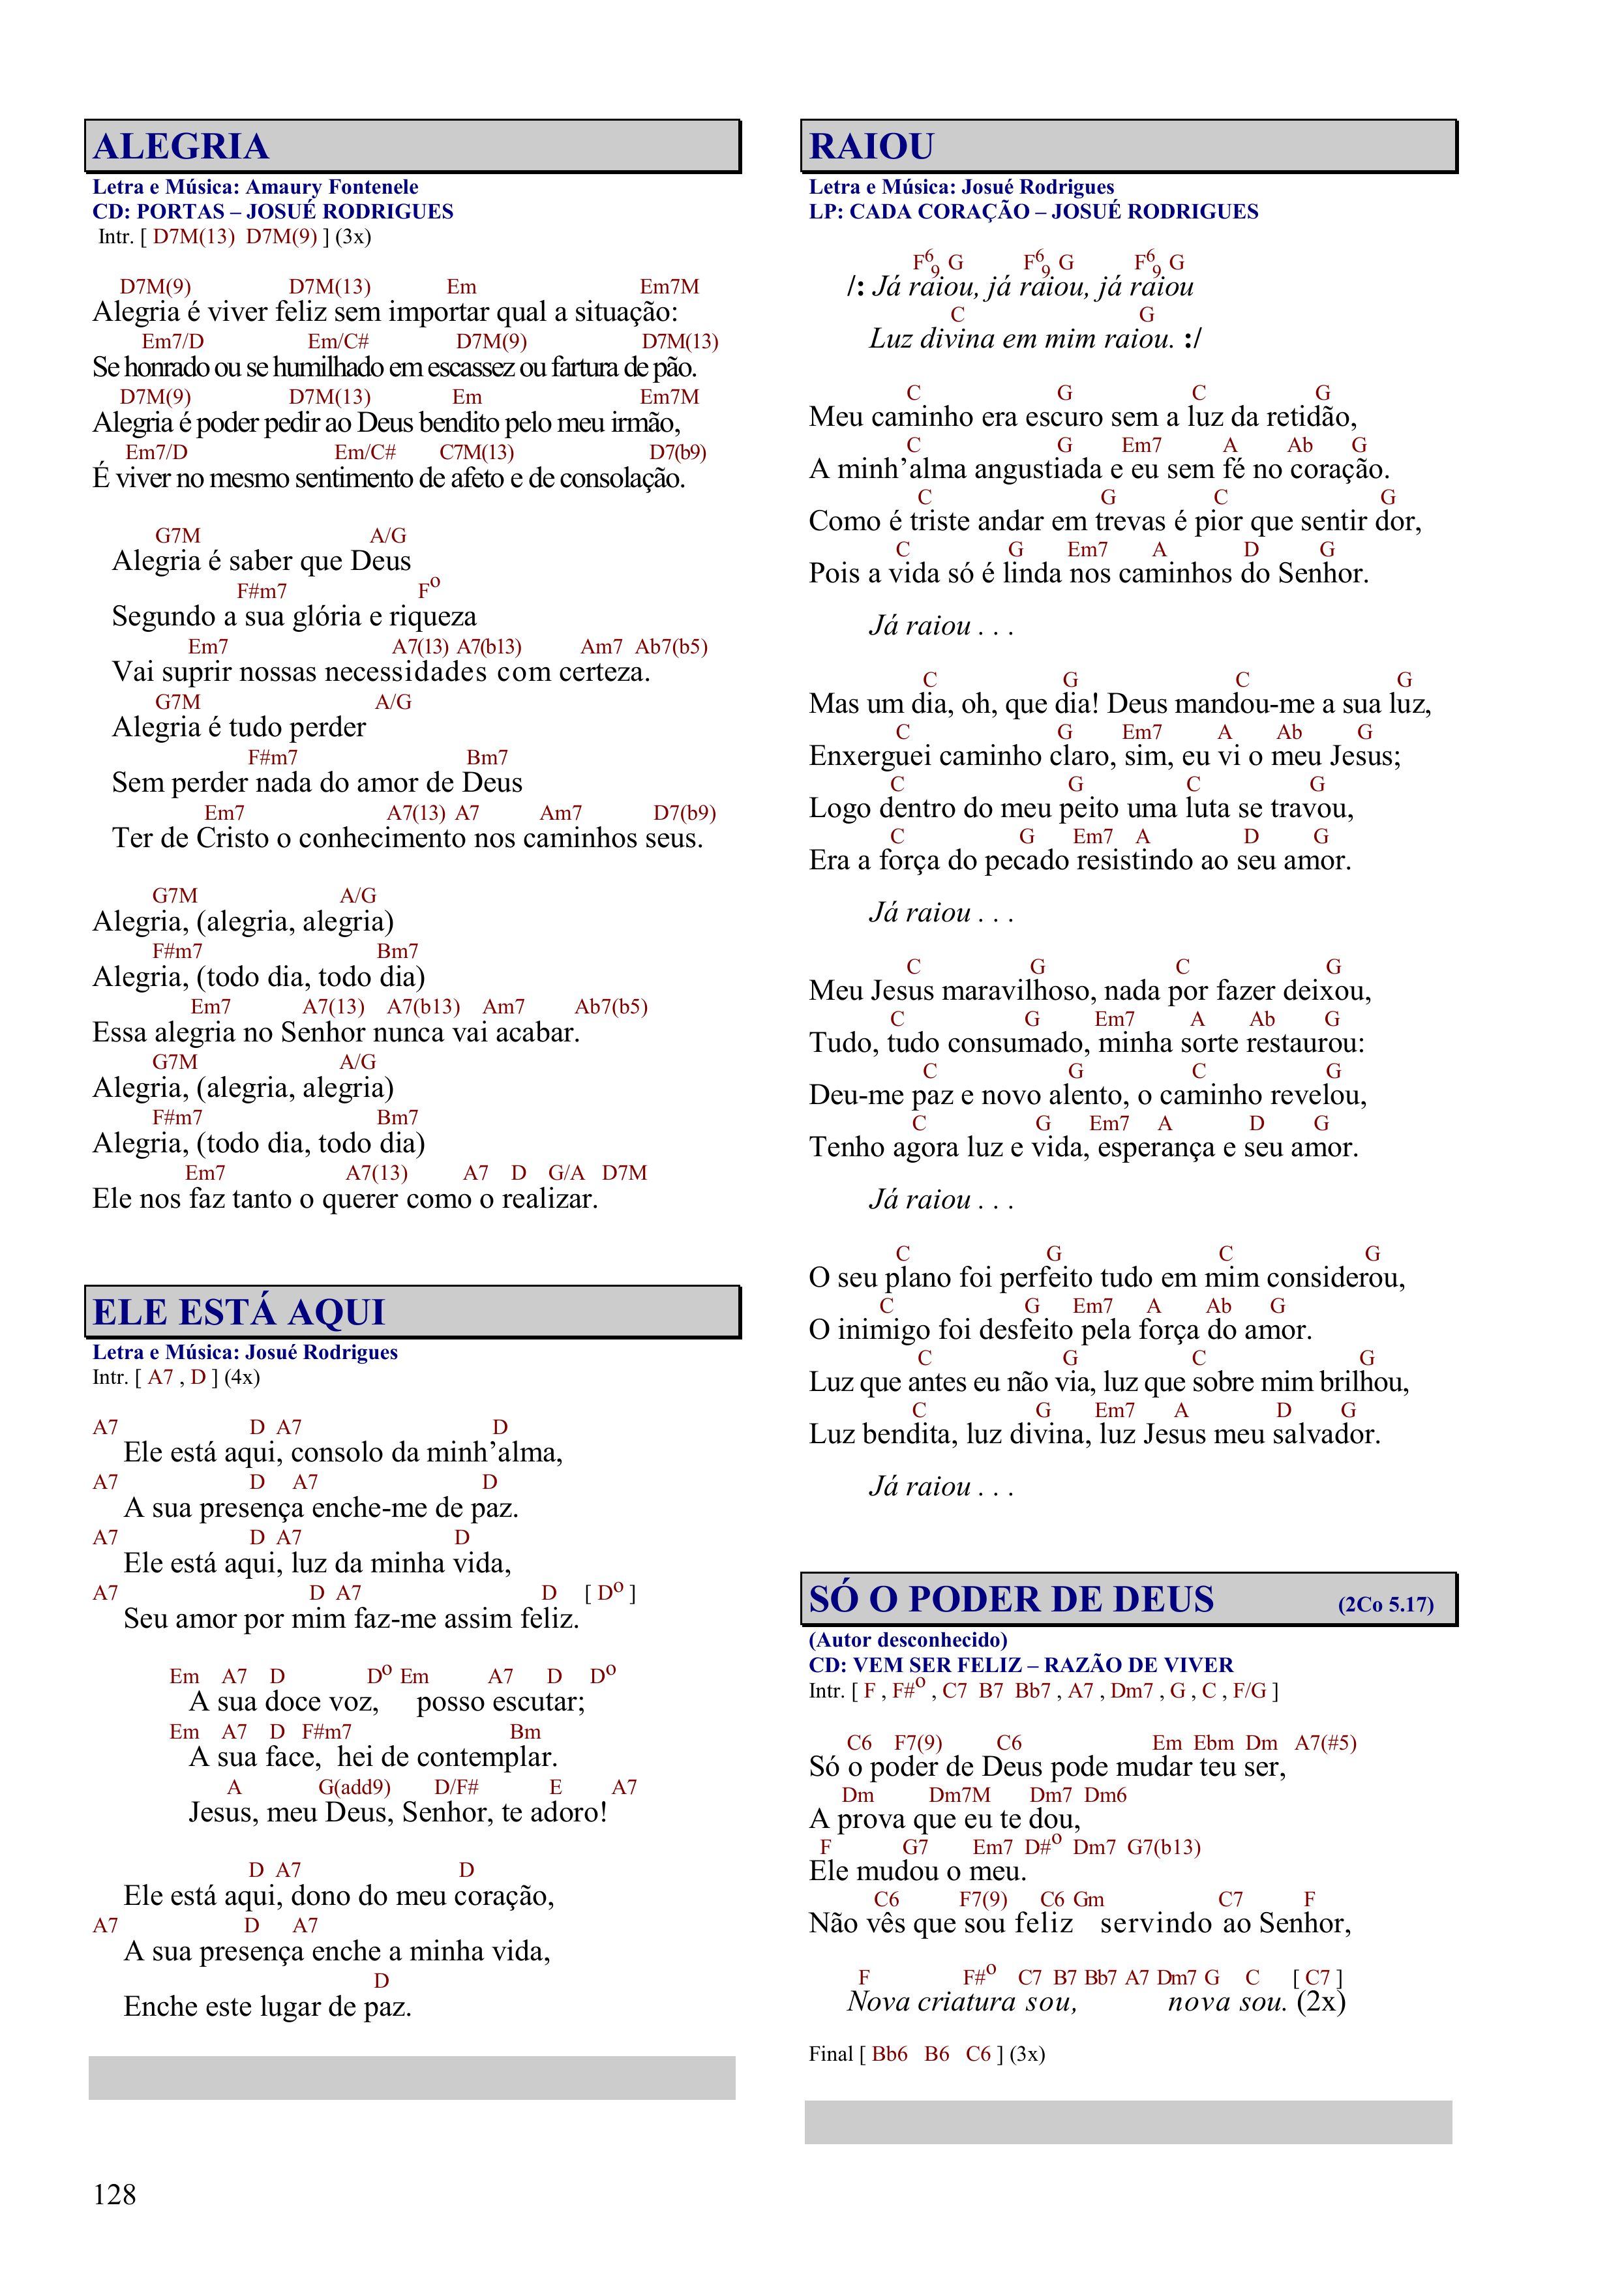 ALEGRIA
Letra e Música: Amaury Fontenele
CD: PORTAS – JOSUÉ RODRIGUES
Intr. [ D7M(13) D7M(9) ] (3x)
D7M(9) D7M(13) Em Em7M
Alegria é viver feliz sem importar qual a situação:
Em7/D Em/C# D7M(9) D7M(13)
Se honrado ou se humilhado em escassez ou fartura de pão.
D7M(9) D7M(13) Em Em7M
Alegria é poder pedir ao Deus bendito pelo meu irmão,
Em7/D Em/C# C7M(13) D7(b9)
É viver no mesmo sentimento de afeto e de consolação.
G7M A/G
Alegria é saber que Deus
F#m7 Fo
Segundo a sua glória e riqueza
Em7 A7(13) A7(b13) Am7 Ab7(b5)
Vai suprir nossas necessidades com certeza.
G7M A/G
Alegria é tudo perder
F#m7 Bm7
Sem perder nada do amor de Deus
Em7 A7(13) A7 Am7 D7(b9)
Ter de Cristo o conhecimento nos caminhos seus.
G7M A/G
Alegria, (alegria, alegria)
F#m7 Bm7
Alegria, (todo dia, todo dia)
Em7 A7(13) A7(b13) Am7 Ab7(b5)
Essa alegria no Senhor nunca vai acabar.
G7M A/G
Alegria, (alegria, alegria)
F#m7 Bm7
Alegria, (todo dia, todo dia)
Em7 A7(13) A7 D G/A D7M
Ele nos faz tanto o querer como o realizar.
ELE ESTÁ AQUI
Letra e Música: Josué Rodrigues
Intr. [ A7 , D ] (4x)
A7 D A7 D
Ele está aqui, consolo da minh’alma,
A7 D A7 D
A sua presença enche-me de paz.
A7 D A7 D
Ele está aqui, luz da minha vida,
A7 D A7 D [ Do ]
Seu amor por mim faz-me assim feliz.
Em A7 D Do Em A7 D Do
A sua doce voz, posso escutar;
Em A7 D F#m7 Bm
A sua face, hei de contemplar.
A G(add9) D/F# E A7
Jesus, meu Deus, Senhor, te adoro!
D A7 D
Ele está aqui, dono do meu coração,
A7 D A7
A sua presença enche a minha vida,
D
Enche este lugar de paz.
128
RAIOU
Letra e Música: Josué Rodrigues
LP: CADA CORAÇÃO – JOSUÉ RODRIGUES
F69 G F69 G F69 G
/: Já raiou, já raiou, já raiou
C G
Luz divina em mim raiou. :/
C G C G
Meu caminho era escuro sem a luz da retidão,
C G Em7 A Ab G
A minh’alma angustiada e eu sem fé no coração.
C G C G
Como é triste andar em trevas é pior que sentir dor,
C G Em7 A D G
Pois a vida só é linda nos caminhos do Senhor.
Já raiou . . .
C G C G
Mas um dia, oh, que dia! Deus mandou-me a sua luz,
C G Em7 A Ab G
Enxerguei caminho claro, sim, eu vi o meu Jesus;
C G C G
Logo dentro do meu peito uma luta se travou,
C G Em7 A D G
Era a força do pecado resistindo ao seu amor.
Já raiou . . .
C G C G
Meu Jesus maravilhoso, nada por fazer deixou,
C G Em7 A Ab G
Tudo, tudo consumado, minha sorte restaurou:
C G C G
Deu-me paz e novo alento, o caminho revelou,
C G Em7 A D G
Tenho agora luz e vida, esperança e seu amor.
Já raiou . . .
C G C G
O seu plano foi perfeito tudo em mim considerou,
C G Em7 A Ab G
O inimigo foi desfeito pela força do amor.
C G C G
Luz que antes eu não via, luz que sobre mim brilhou,
C G Em7 A D G
Luz bendita, luz divina, luz Jesus meu salvador.
Já raiou . . .
SÓ O PODER DE DEUS (2Co 5.17)
(Autor desconhecido)
CD: VEM SER FELIZ – RAZÃO DE VIVER
Intr. [ F , F#o , C7 B7 Bb7 , A7 , Dm7 , G , C , F/G ]
C6 F7(9) C6 Em Ebm Dm A7(#5)
Só o poder de Deus pode mudar teu ser,
Dm Dm7M Dm7 Dm6
A prova que eu te dou,
F G7 Em7 D#o Dm7 G7(b13)
Ele mudou o meu.
C6 F7(9) C6 Gm C7 F
Não vês que sou feliz servindo ao Senhor,
F F#o C7 B7 Bb7 A7 Dm7 G C [ C7 ]
Nova criatura sou, nova sou. (2x)
Final [ Bb6 B6 C6 ] (3x)